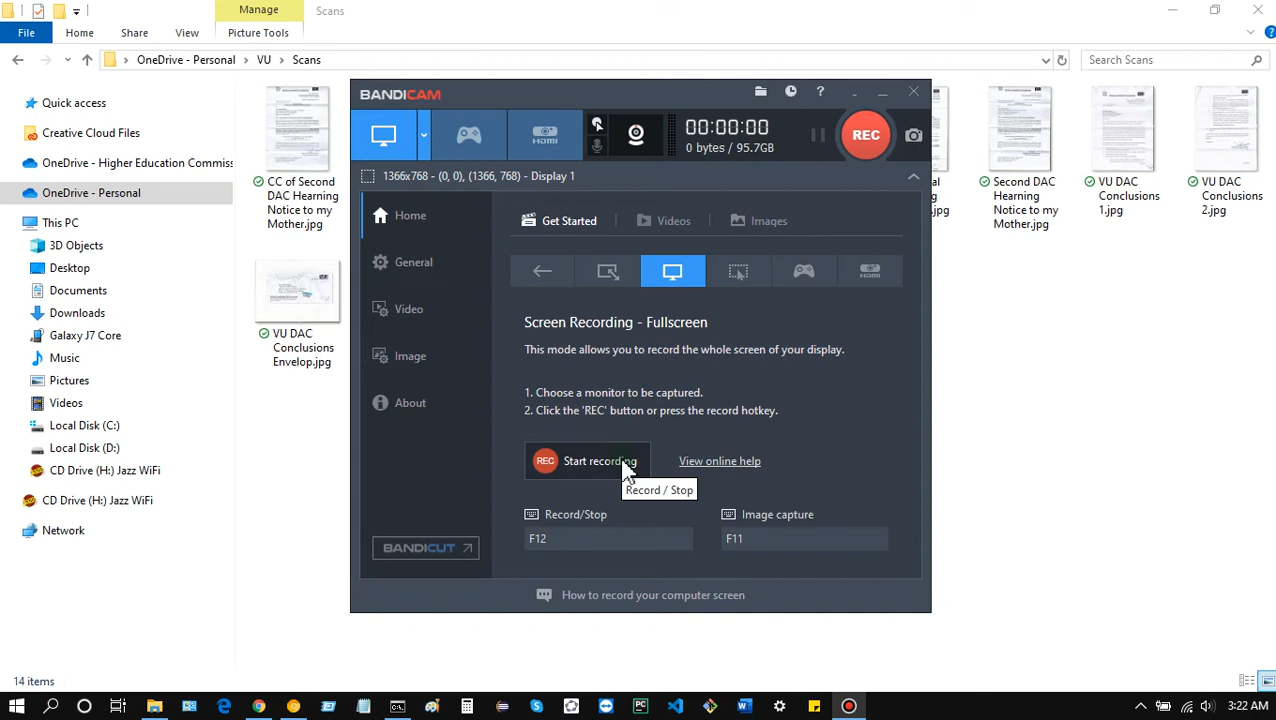 Manage
Scans
File
Home
Share
View
Picture Tools
OneDrive - Personal
VU
Scans
Search Scans
Quick access
Creative Cloud Files
OneDrive - Higher Education Commiss
OneDrive - Personal
This PC
3D Objects
Desktop
Documents
Downloads
Galaxy J7 Core
Music
Pictures
Videos
Local Disk (C:)
Local Disk (D:)
CD Drive (H:) Jazz WiFi
CD Drive (H:) Jazz WiFi
Network
CC of Second
DAC Hearning
Notice to my
Mother.jpg
Second DAC
Hearning
Notice to my
Mother.jpg
VU DAC
Conclusions
1.jpg
VU DAC
Conclusions
2.jpg
VU DAC
Conclusions
Envelop.jpg
BANDICAM
HDMI
00:00:00
REC
1366x768 - (0, 0), (1366, 768) - Display 1
Home
General
Video
Image
About
BANDICUT
Get Started
Videos
Images
HDMI
Screen Recording - Fullscreen
This mode allows you to record the whole screen of your display.
1. Choose a monitor to be captured.
2. Click the 'REC' button or press the record hotkey.
REC Start recording
View online help
Record / Stop
Record/Stop
Image capture
F12
F11
How to record your computer screen
14 items
3:22 AM